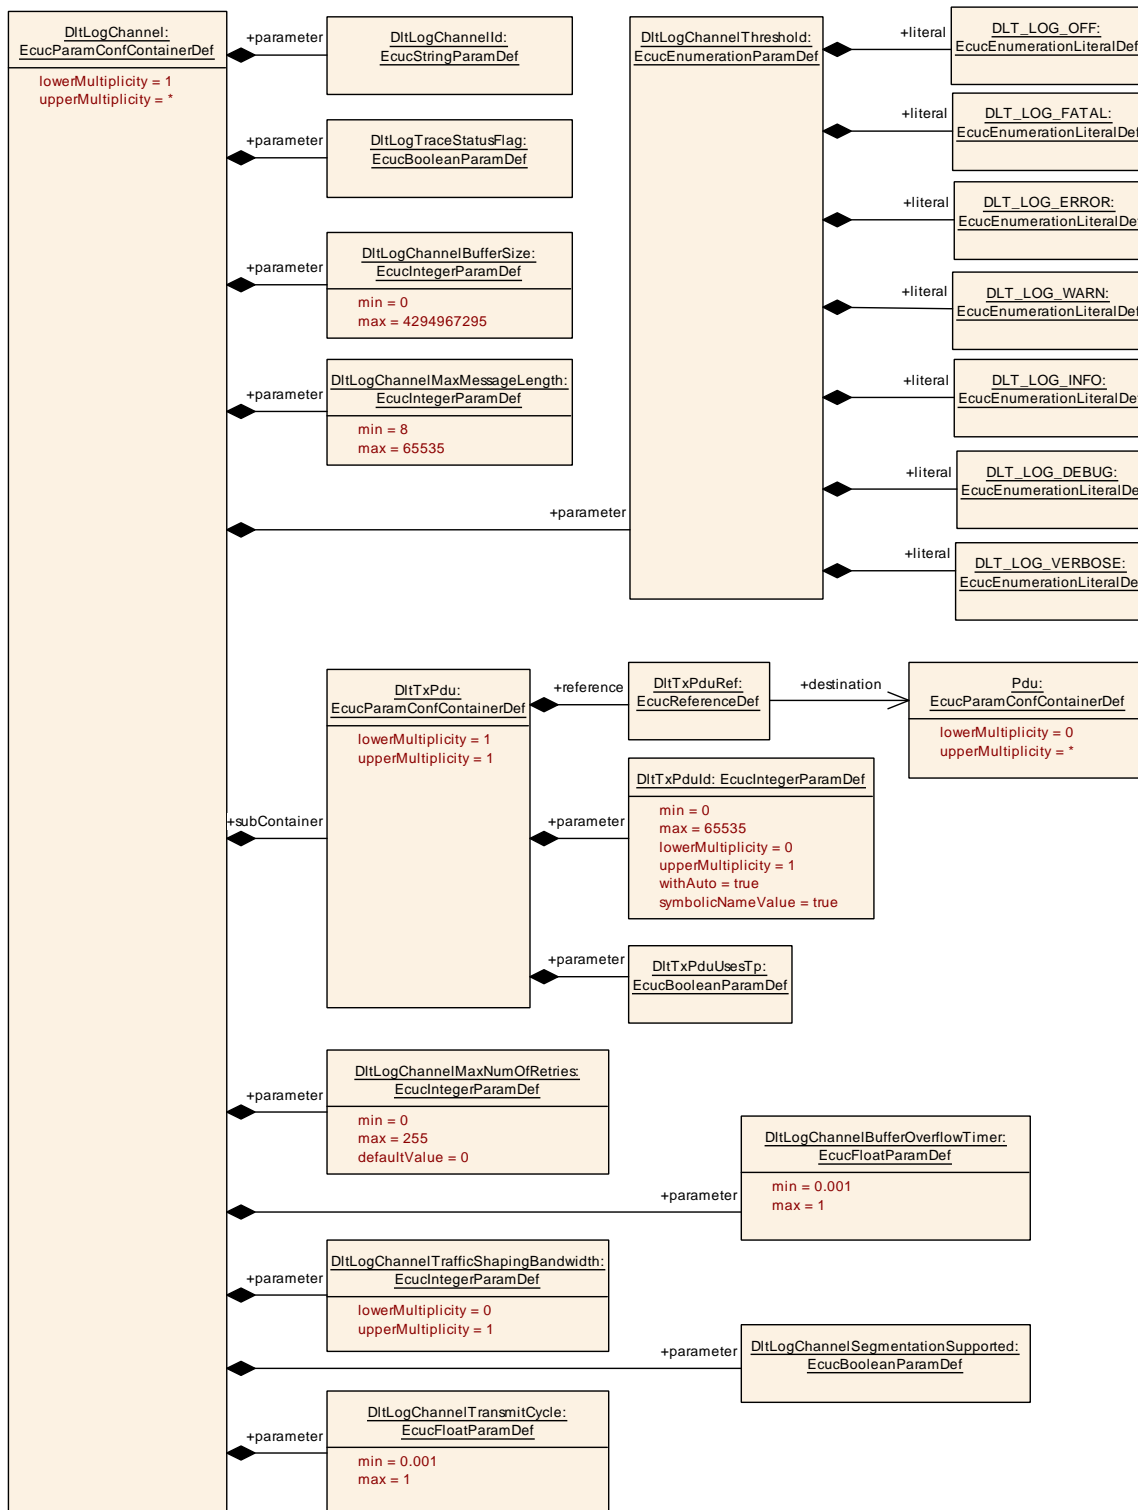 DltLogChannel:
EcucParamConfContainerDef
lowerMultiplicity = 1
upperMultiplicity = *
+parameter
DltLogChannelId:
EcucStringParamDef
+parameter
DltLogTraceStatusFlag:
EcucBooleanParamDef
+parameter
DltLogChannelBufferSize:
EcucIntegerParamDef
min = 0
max = 4294967295
+parameter
DltLogChannelMaxMessageLength:
EcucIntegerParamDef
min = 8
max = 65535
+parameter
DltLogChannelThreshold:
EcucEnumerationParamDef
+literal
DLT_LOG_OFF:
EcucEnumerationLiteralDef
+literal
DLT_LOG_FATAL:
EcucEnumerationLiteralDef
+literal
DLT_LOG_ERROR:
EcucEnumerationLiteralDef
+literal
DLT_LOG_WARN:
EcucEnumerationLiteralDef
+literal
DLT_LOG_INFO:
EcucEnumerationLiteralDef
+literal
DLT_LOG_DEBUG:
EcucEnumerationLiteralDe
+literal
DLT_LOG_VERBOSE:
EcucEnumerationLiteralDe
+subContainer
DltTxPdu:
EcucParamConfContainerDef
lowerMultiplicity = 1
upperMultiplicity = 1
+reference
DltTxPduRef:
EcucReferenceDef
+destination
Pdu:
EcucParamConfContainerDef
lowerMultiplicity = 0
upperMultiplicity = *
+parameter
DltTxPduId: EcucIntegerParamDef
min = 0
max = 65535
lowerMultiplicity = 0
upperMultiplicity = 1
withAuto = true
symbolicNameValue = true
+parameter
DltTxPduUsesTp:
EcucBooleanParamDef
+parameter
DltLogChannelMaxNumOfRetries:
EcucIntegerParamDef
min = 0
max = 255
defaultValue = 0
+parameter
DltLogChannelBufferOverflowTimer:
EcucFloatParamDef
min = 0.001
max = 1
+parameter
DltLogChannelTrafficShapingBandwidth:
EcucIntegerParamDef
lowerMultiplicity = 0
upperMultiplicity = 1
+parameter
DltLogChannelSegmentationSupported:
EcucBooleanParamDef
+parameter
DltLogChannelTransmitCycle:
EcucFloatParamDef
min = 0.001
max = 1